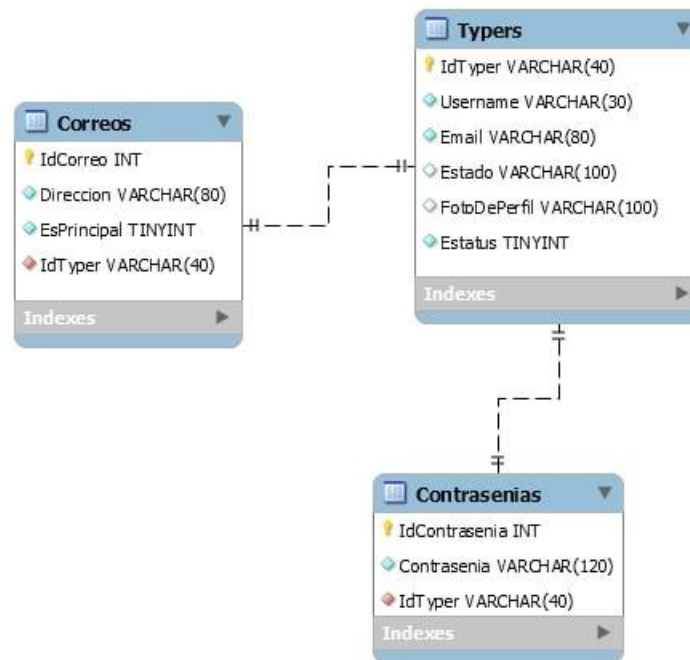 Typers
IdTyper VARCHAR(40)
Username VARCHAR(30)
Email VARCHAR(80)
Estado VARCHAR(100)
FotoDePerfil VARCHAR(100)
Estatus TINYINT
Indexes
Correos
IdCorreo INT
Direccion VARCHAR(80)
EsPrincipal TINYINT
IdTyper VARCHAR(40)
Indexes
Contrasenias
IdContrasenia INT
Contrasenia VARCHAR(120)
IdTyper VARCHAR(40)
Indexes